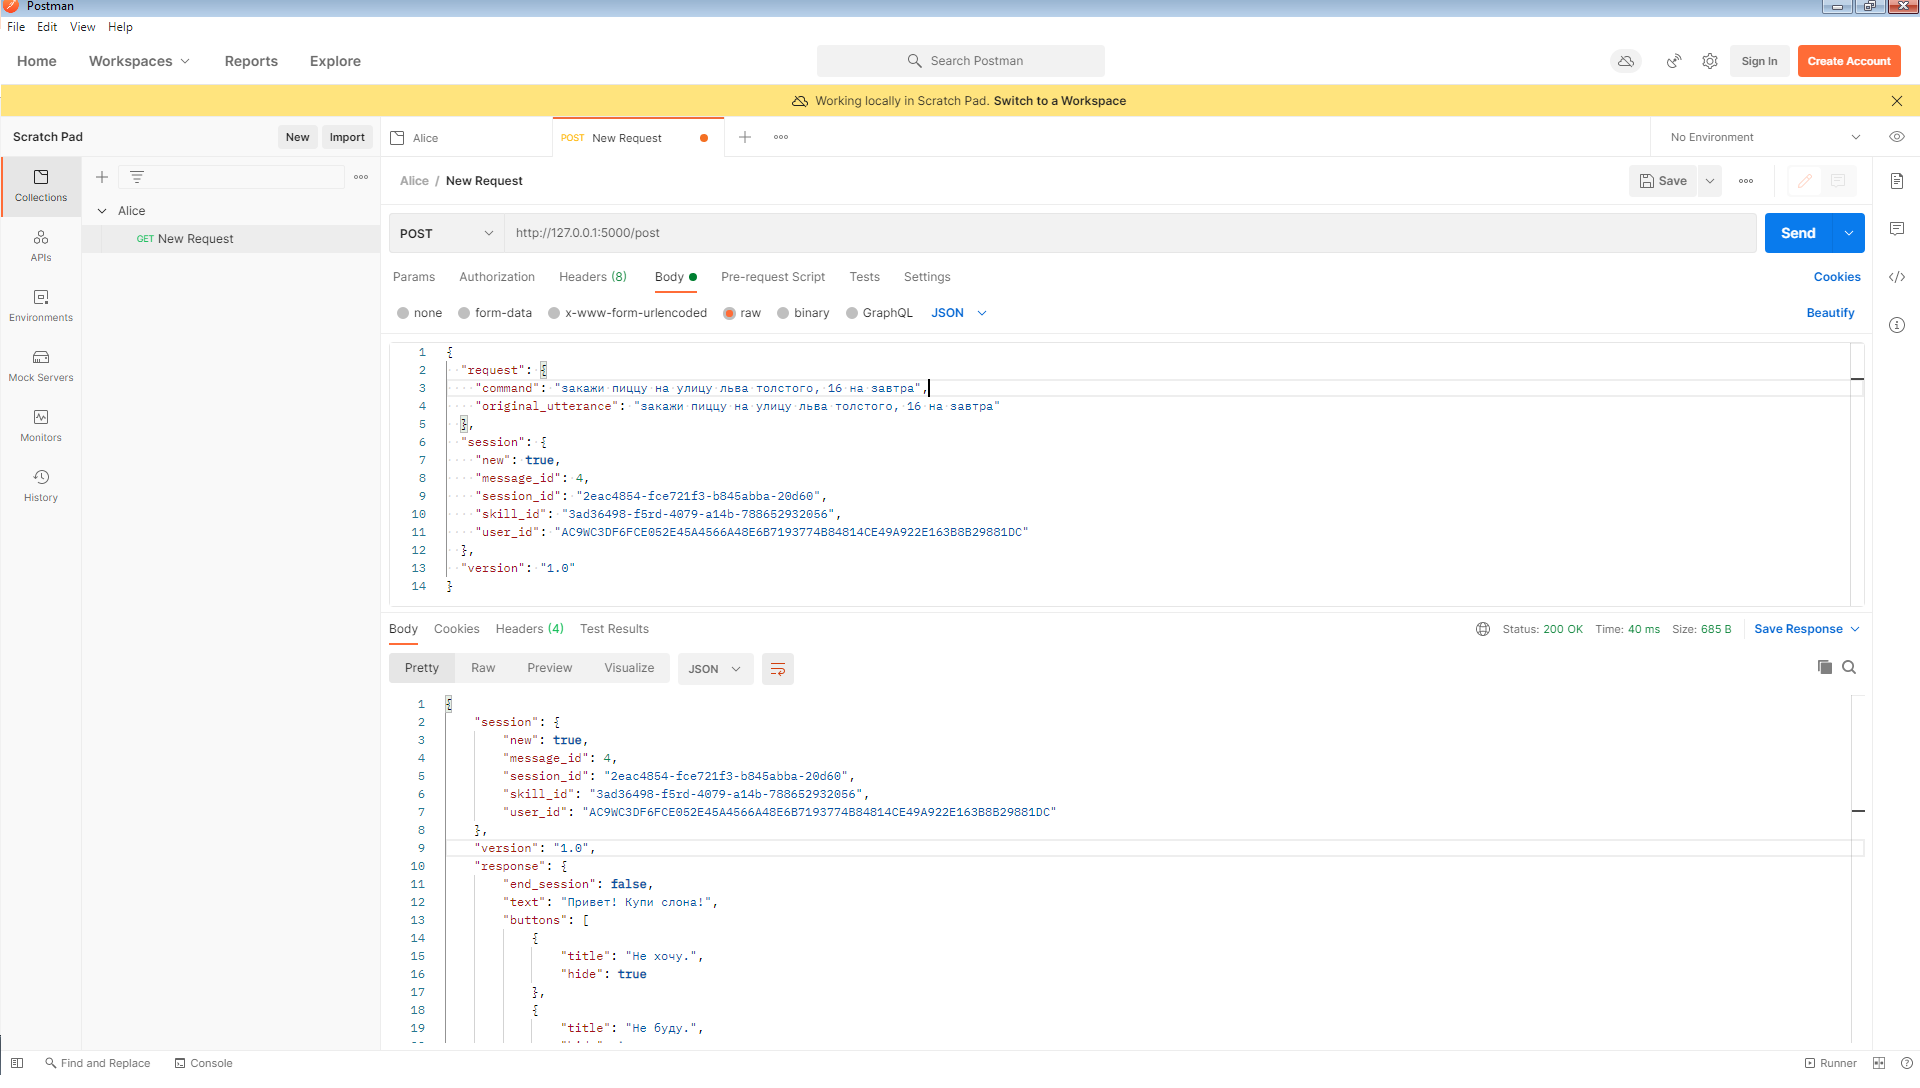 Postman
File Edit View Help
Home Workspaces Reports Explore Search Postman Sign In Create Account
Working locally in Scratch Pad. Switch to a Workspace
Scratch Pad New Import Alice POST New Request No Environment
Alice / New Request Save
Collections
Alice
GET New Request
APIs
Environments
Mock Servers
Monitors
History
POST http://127.0.0.1:5000/post Send
Params Authorization Headers (8) Body Pre-request Script Tests Settings Cookies
none form-data x-www-form-urlencoded raw binary GraphQL JSON Beautify
1 {
2 "request": {
3 "command": "закажи пиццу на улицу льва толстого, 16 на завтра",
4 "original_utterance": "закажи пиццу на улицу льва толстого, 16 на завтра"
5 },
6 "session": {
7 "new": true,
8 "message_id": 4,
9 "session_id": "2eac4854-fce721f3-b845abba-20d60",
10 "skill_id": "3ad36498-f5rd-4079-a14b-788652932056",
11 "user_id": "AC9WC3DF6FCE052E45A4566A48E6B7193774B84814CE49A922E163B8B29881DC"
12 },
13 "version": "1.0"
14 }
Body Cookies Headers (4) Test Results Status: 200 OK Time: 40 ms Size: 685 B Save Response
Pretty Raw Preview Visualize JSON
1 {
2 "session": {
3 "new": true,
4 "message_id": 4,
5 "session_id": "2eac4854-fce721f3-b845abba-20d60",
6 "skill_id": "3ad36498-f5rd-4079-a14b-788652932056",
7 "user_id": "AC9WC3DF6FCE052E45A4566A48E6B7193774B84814CE49A922E163B8B29881DC"
8 },
9 "version": "1.0",
10 "response": {
11 "end_session": false,
12 "text": "Привет! Купи слона!",
13 "buttons": [
14 {
15 "title": "Не хочу.",
16 "hide": true
17 },
18 {
19 "title": "Не буду.",
Find and Replace Console Runner